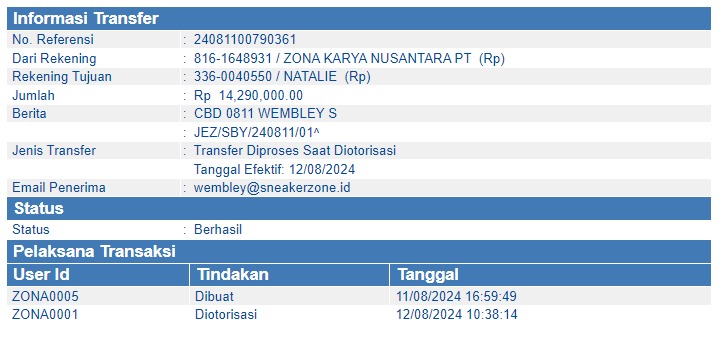 Informasi Transfer
No. Referensi : 24081100790361
Dari Rekening : 816-1648931 / ZONA KARYA NUSANTARA PT (Rp)
Rekening Tujuan : 336-0040550 / NATALIE (Rp)
Jumlah : Rp 14,290,000.00
Berita : CBD 0811 WEMBLEY S
: JEZ/SBY/240811/01^
Jenis Transfer : Transfer Diproses Saat Diotorisasi
Tanggal Efektif: 12/08/2024
Email Penerima : wembley@sneakerzone.id
Status
Status : Berhasil
Pelaksana Transaksi
User Id Tindakan Tanggal
ZONA0005 Dibuat 11/08/2024 16:59:49
ZONA0001 Diotorisasi 12/08/2024 10:38:14